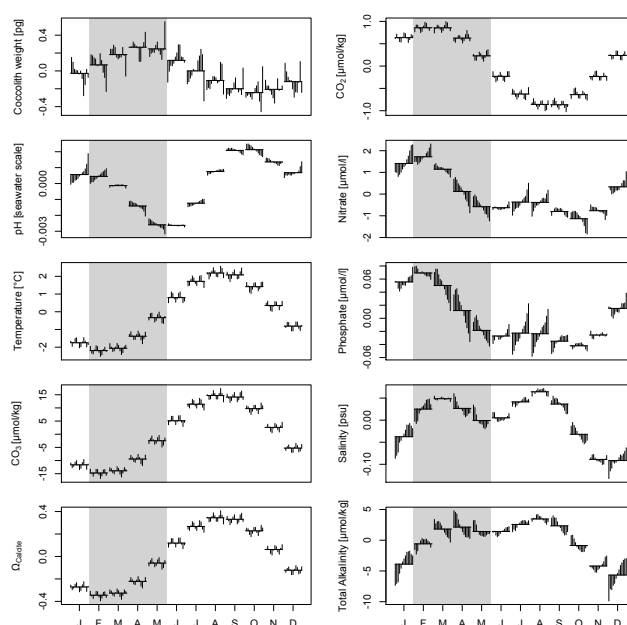 Coccolith weight [pg]
0.4
0.0
-0.4
CO₂ [µmol/kg]
1.0
0.0
-1.0
pH [seawater scale]
0.000
-0.003
Nitrate [µmol/l]
2
1
0
-1
-2
Temperature [°C]
2
1
0
-2
Phosphate [µmol/l]
0.06
0.00
-0.06
CO₃ [µmol/kg]
15
5
-5
-15
Salinity [psu]
0.00
-0.10
Ω Calcite
0.4
0.0
-0.4
Total Alkalinity [µmol/kg]
5
0
-5
-10
J F M A M J J A S O N D
J F M A M J J A S O N D